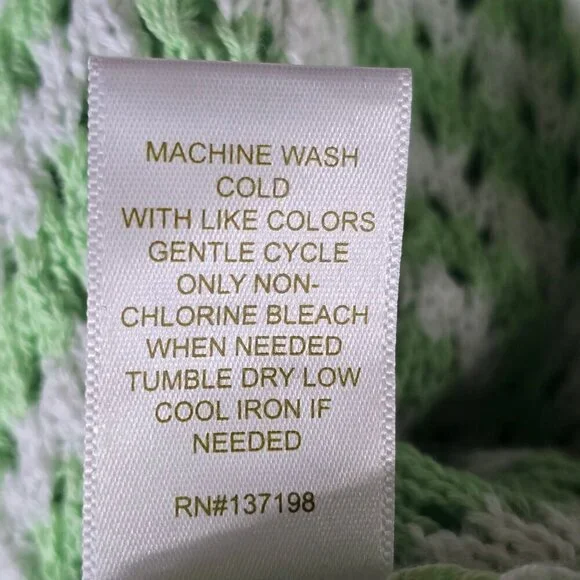 MACHINE WASH
COLD
WITH LIKE COLORS
GENTLE CYCLE
ONLY NON-
CHLORINE BLEACH
WHEN NEEDED
TUMBLE DRY LOW
COOL IRON IF
NEEDED
RN#137198